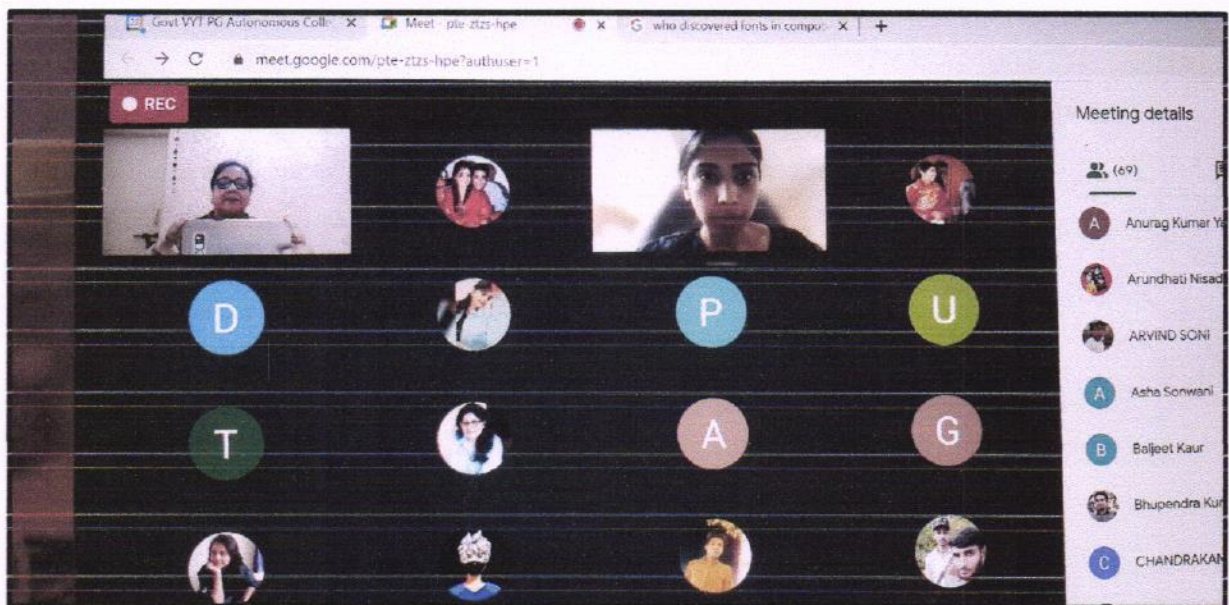 Govt VYT PG Autonomous Colle
Meet - pte-ztzs-hpe
who discovered fonts in compu
meet.google.com/pte-ztzs-hpe?authuser=1
REC
Meeting details
(69)
D
P
U
T
A
G
A Anurag Kumar Ya
Arundhati Nisad
ARVIND SONI
A Asha Sonwani
B Baljeet Kaur
Bhupendra Kur
C CHANDRAKAN